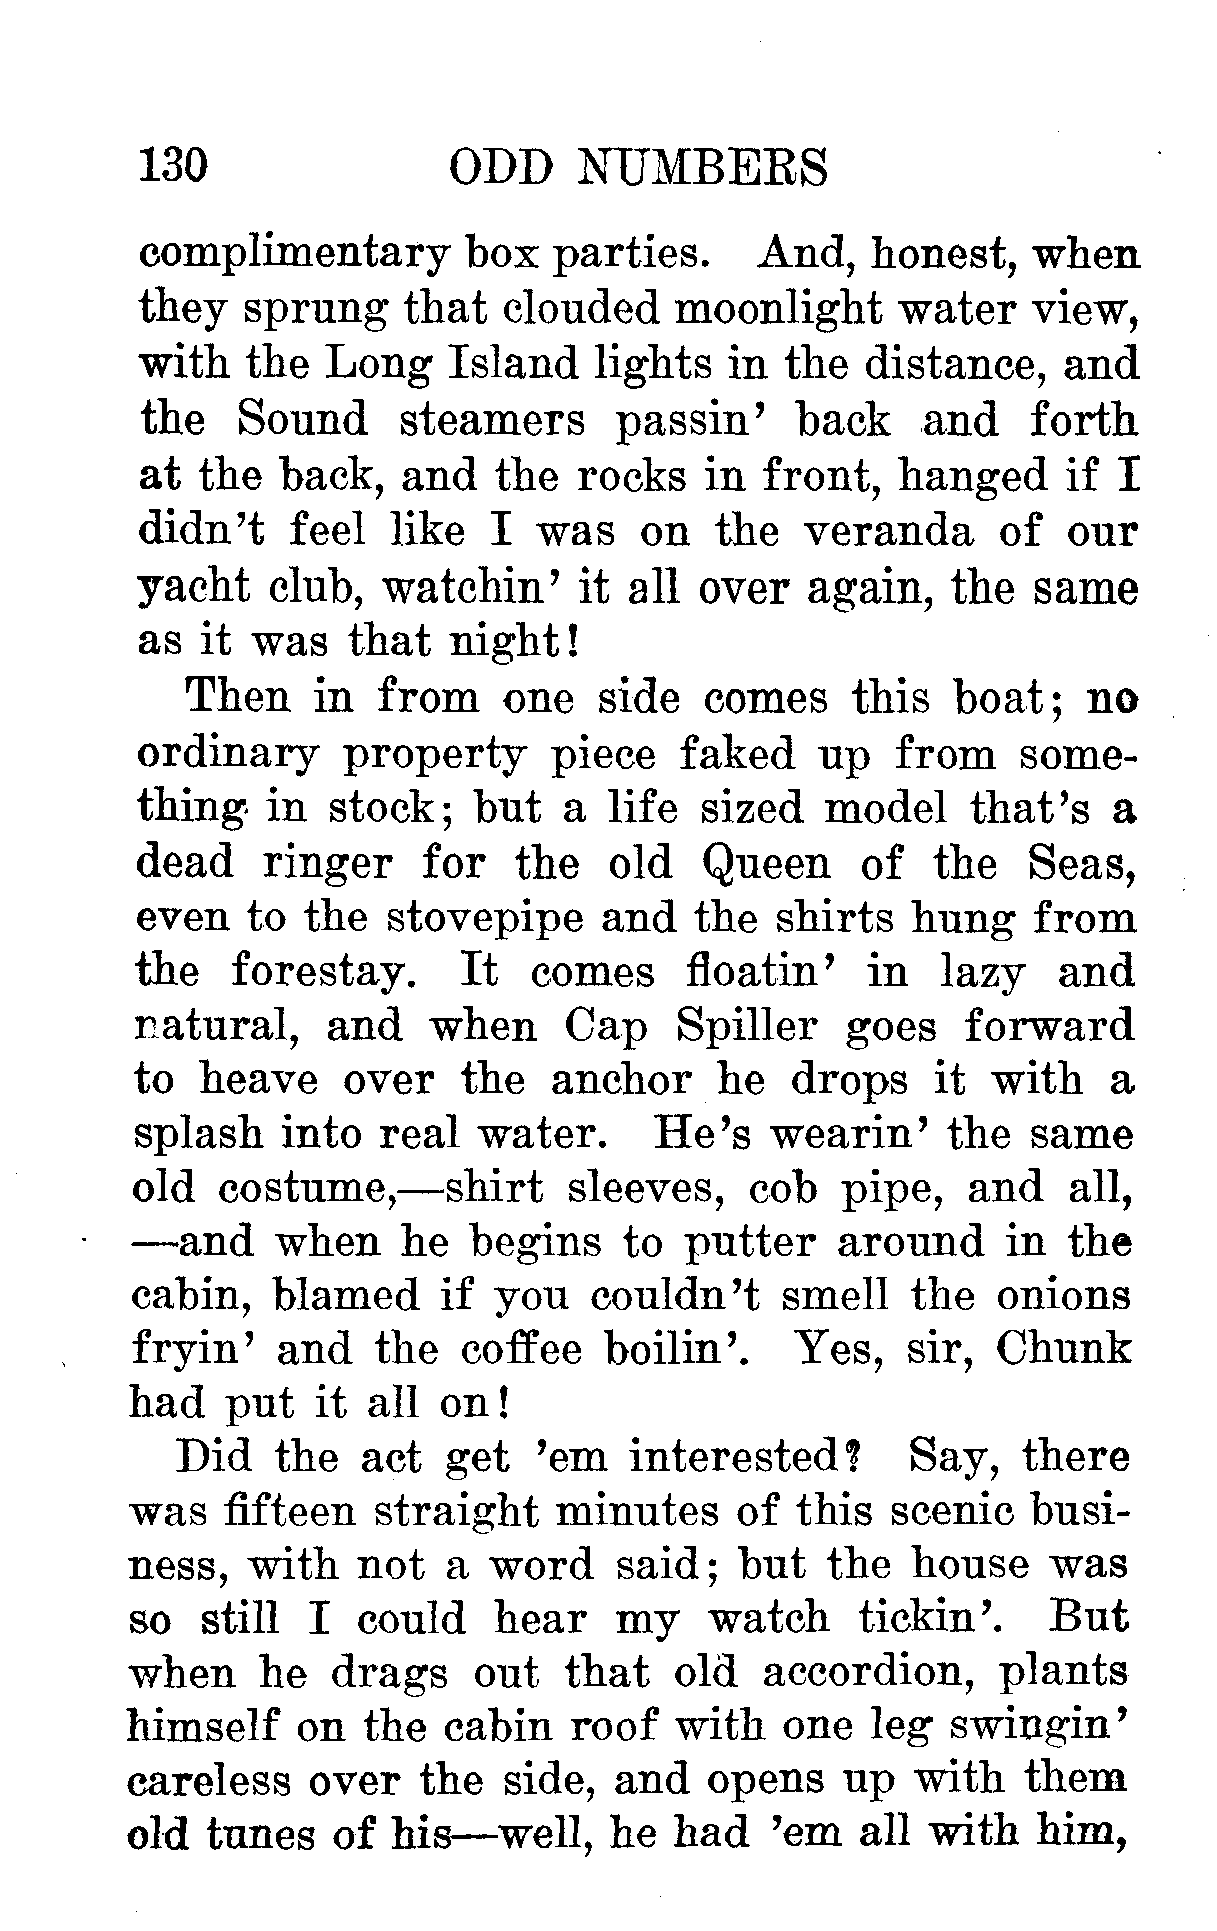 130 ODD NUMBERS
complimentary box parties. And, honest, when
they sprung that clouded moonlight water view,
with the Long Island lights in the distance, and
the Sound steamers passin’ back and forth
at the back, and the rocks in front, hanged if I
didn’t feel like I was on the veranda of our
yacht club, watchin’ it all over again, the same
as it was that night!
Then in from one side comes this boat; no
ordinary property piece faked up from some-
thing in stock; but a life sized model that’s a
dead ringer for the old Queen of the Seas,
even to the stovepipe and the shirts hung from
the forestay. It comes floatin’ in lazy and
natural, and when Cap Spiller goes forward
to heave over the anchor he drops it with a
splash into real water. He’s wearin’ the same
old costume,—shirt sleeves, cob pipe, and all,
—and when he begins to putter around in the
cabin, blamed if you couldn’t smell the onions
fryin’ and the coffee boilin’. Yes, sir, Chunk
had put it all on!
Did the act get ’em interested? Say, there
was fifteen straight minutes of this scenic busi-
ness, with not a word said; but the house was
so still I could hear my watch tickin’. But
when he drags out that old accordion, plants
himself on the cabin roof with one leg swingin’
careless over the side, and opens up with them
old tunes of his—well, he had ’em all with him,